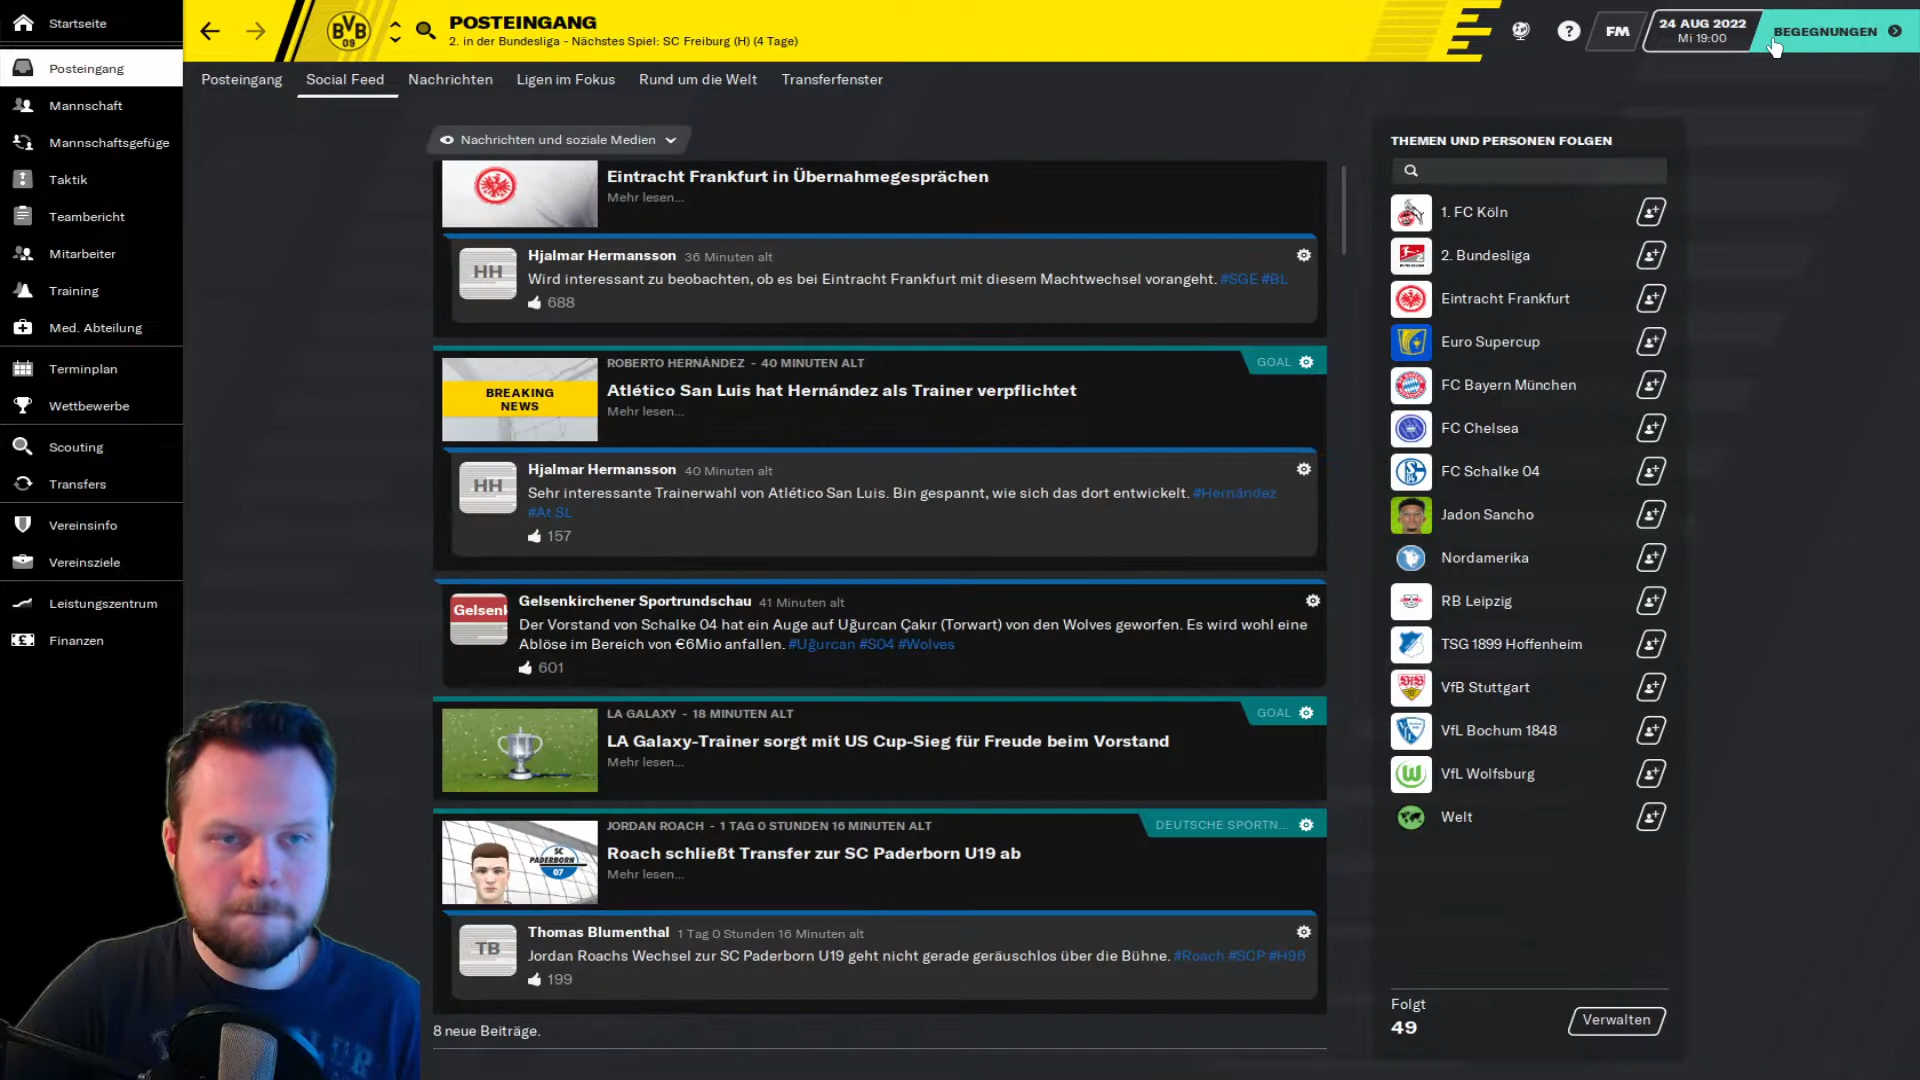 Startseite
Posteingang
Mannschaft
Mannschaftsgefüge
Taktik
Teambericht
Mitarbeiter
Training
Med. Abteilung
Terminplan
Wettbewerbe
Scouting
Transfers
Vereinsinfo
Vereinsziele
Leistungszentrum
Finanzen
BVB
09
POSTEINGANG
2. in der Bundesliga - Nächstes Spiel: SC Freiburg (H) (4 Tage)
FM
24 AUG 2022
Mi 19:00
BEGEGNUNGEN
Posteingang Social Feed Nachrichten Ligen im Fokus Rund um die Welt Transferfenster
Nachrichten und soziale Medien
Eintracht Frankfurt in Übernahmegesprächen
Mehr lesen...
HH
Hjalmar Hermansson 36 Minuten alt
Wird interessant zu beobachten, ob es bei Eintracht Frankfurt mit diesem Machtwechsel vorangeht. #SGE #BL
688
BREAKING
NEWS
ROBERTO HERNÁNDEZ - 40 MINUTEN ALT
GOAL
Atlético San Luis hat Hernández als Trainer verpflichtet
Mehr lesen...
HH
Hjalmar Hermansson 40 Minuten alt
Sehr interessante Trainerwahl von Atlético San Luis. Bin gespannt, wie sich das dort entwickelt. #Hernández
#At.SL
157
Gelsenk
Gelsenkirchener Sportrundschau 41 Minuten alt
Der Vorstand von Schalke 04 hat ein Auge auf Uğurcan Çakır (Torwart) von den Wolves geworfen. Es wird wohl eine
Ablöse im Bereich von €6Mio anfallen. #Uğurcan #S04 #Wolves
601
LA GALAXY - 18 MINUTEN ALT
GOAL
LA Galaxy-Trainer sorgt mit US Cup-Sieg für Freude beim Vorstand
Mehr lesen...
SC
PADERBORN
07
JORDAN ROACH - 1 TAG 0 STUNDEN 16 MINUTEN ALT
DEUTSCHE SPORTN...
Roach schließt Transfer zur SC Paderborn U19 ab
Mehr lesen...
TB
Thomas Blumenthal 1 Tag 0 Stunden 16 Minuten alt
Jordan Roachs Wechsel zur SC Paderborn U19 geht nicht gerade geräuschlos über die Bühne. #Roach #SCP #H96
199
8 neue Beiträge.
THEMEN UND PERSONEN FOLGEN
1. FC Köln
2. Bundesliga
Eintracht Frankfurt
Euro Supercup
FC Bayern München
FC Chelsea
FC Schalke 04
Jadon Sancho
Nordamerika
RB Leipzig
TSG 1899 Hoffenheim
VfB Stuttgart
VfL Bochum 1848
VfL Wolfsburg
Welt
Folgt
49
Verwalten